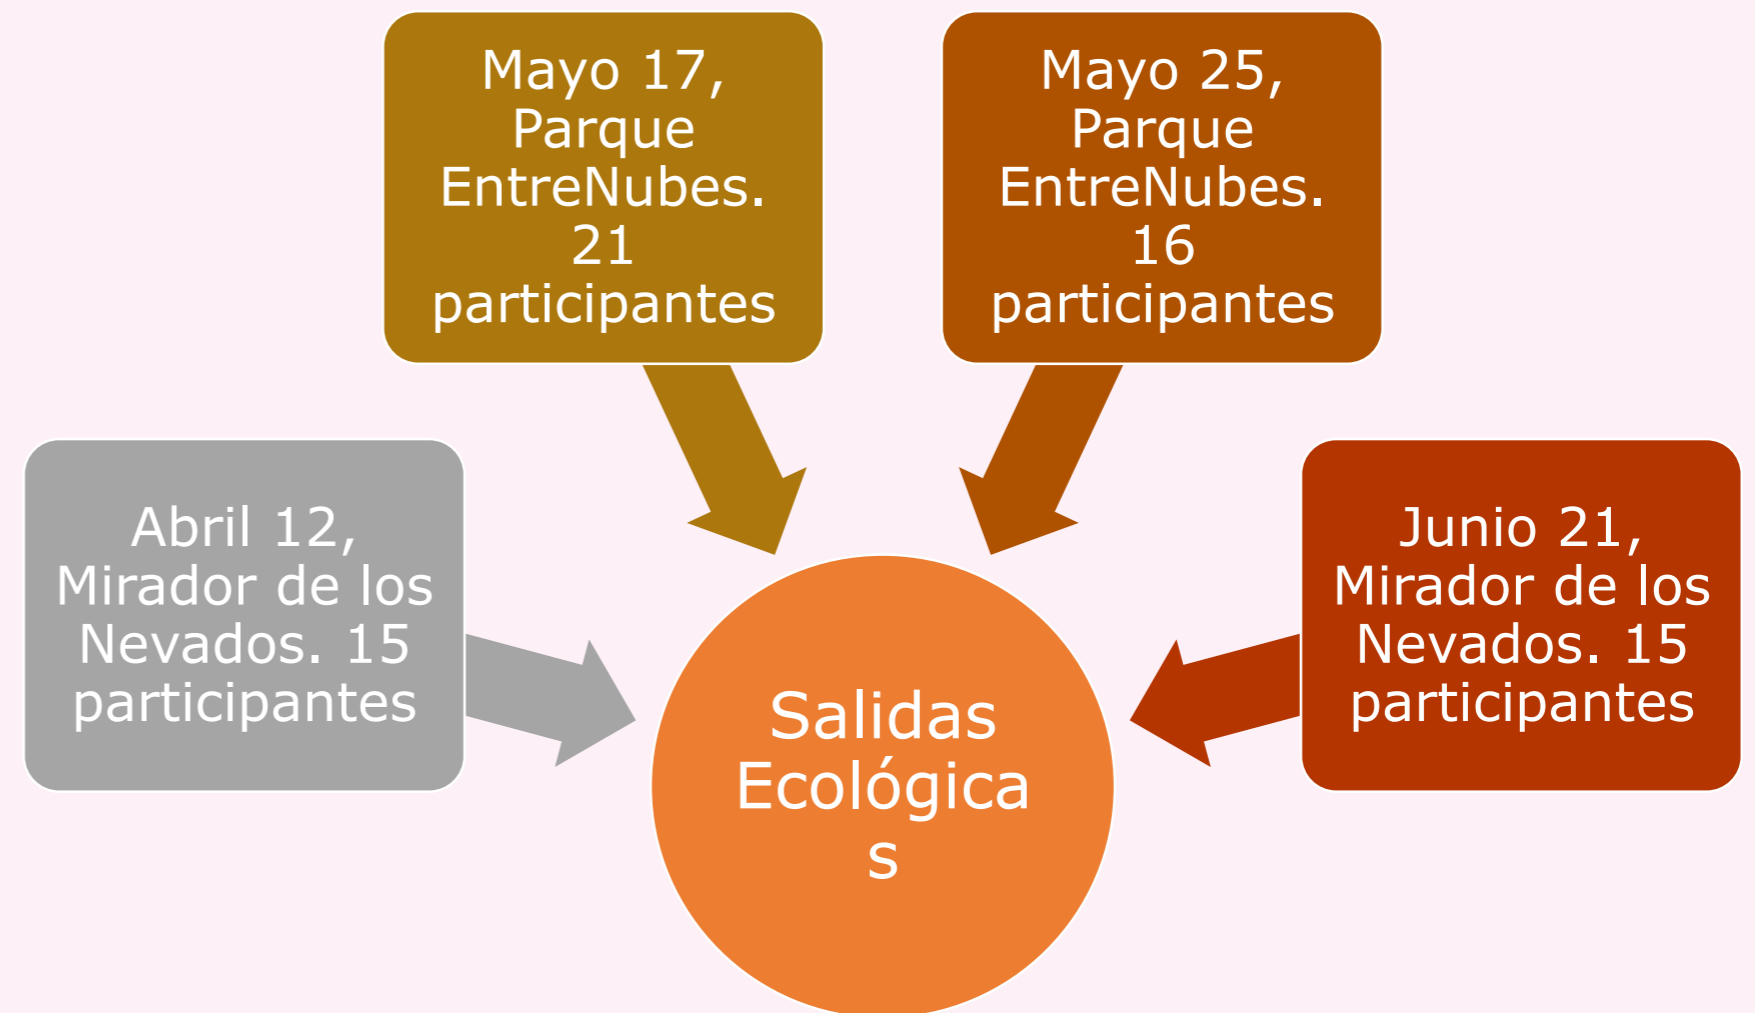 Mayo 17,
Parque
EntreNubes.
21
participantes
Mayo 25,
Parque
EntreNubes.
16
participantes
Abril 12,
Mirador de los
Nevados. 15
participantes
Junio 21,
Mirador de los
Nevados. 15
participantes
Salidas
Ecológica
s